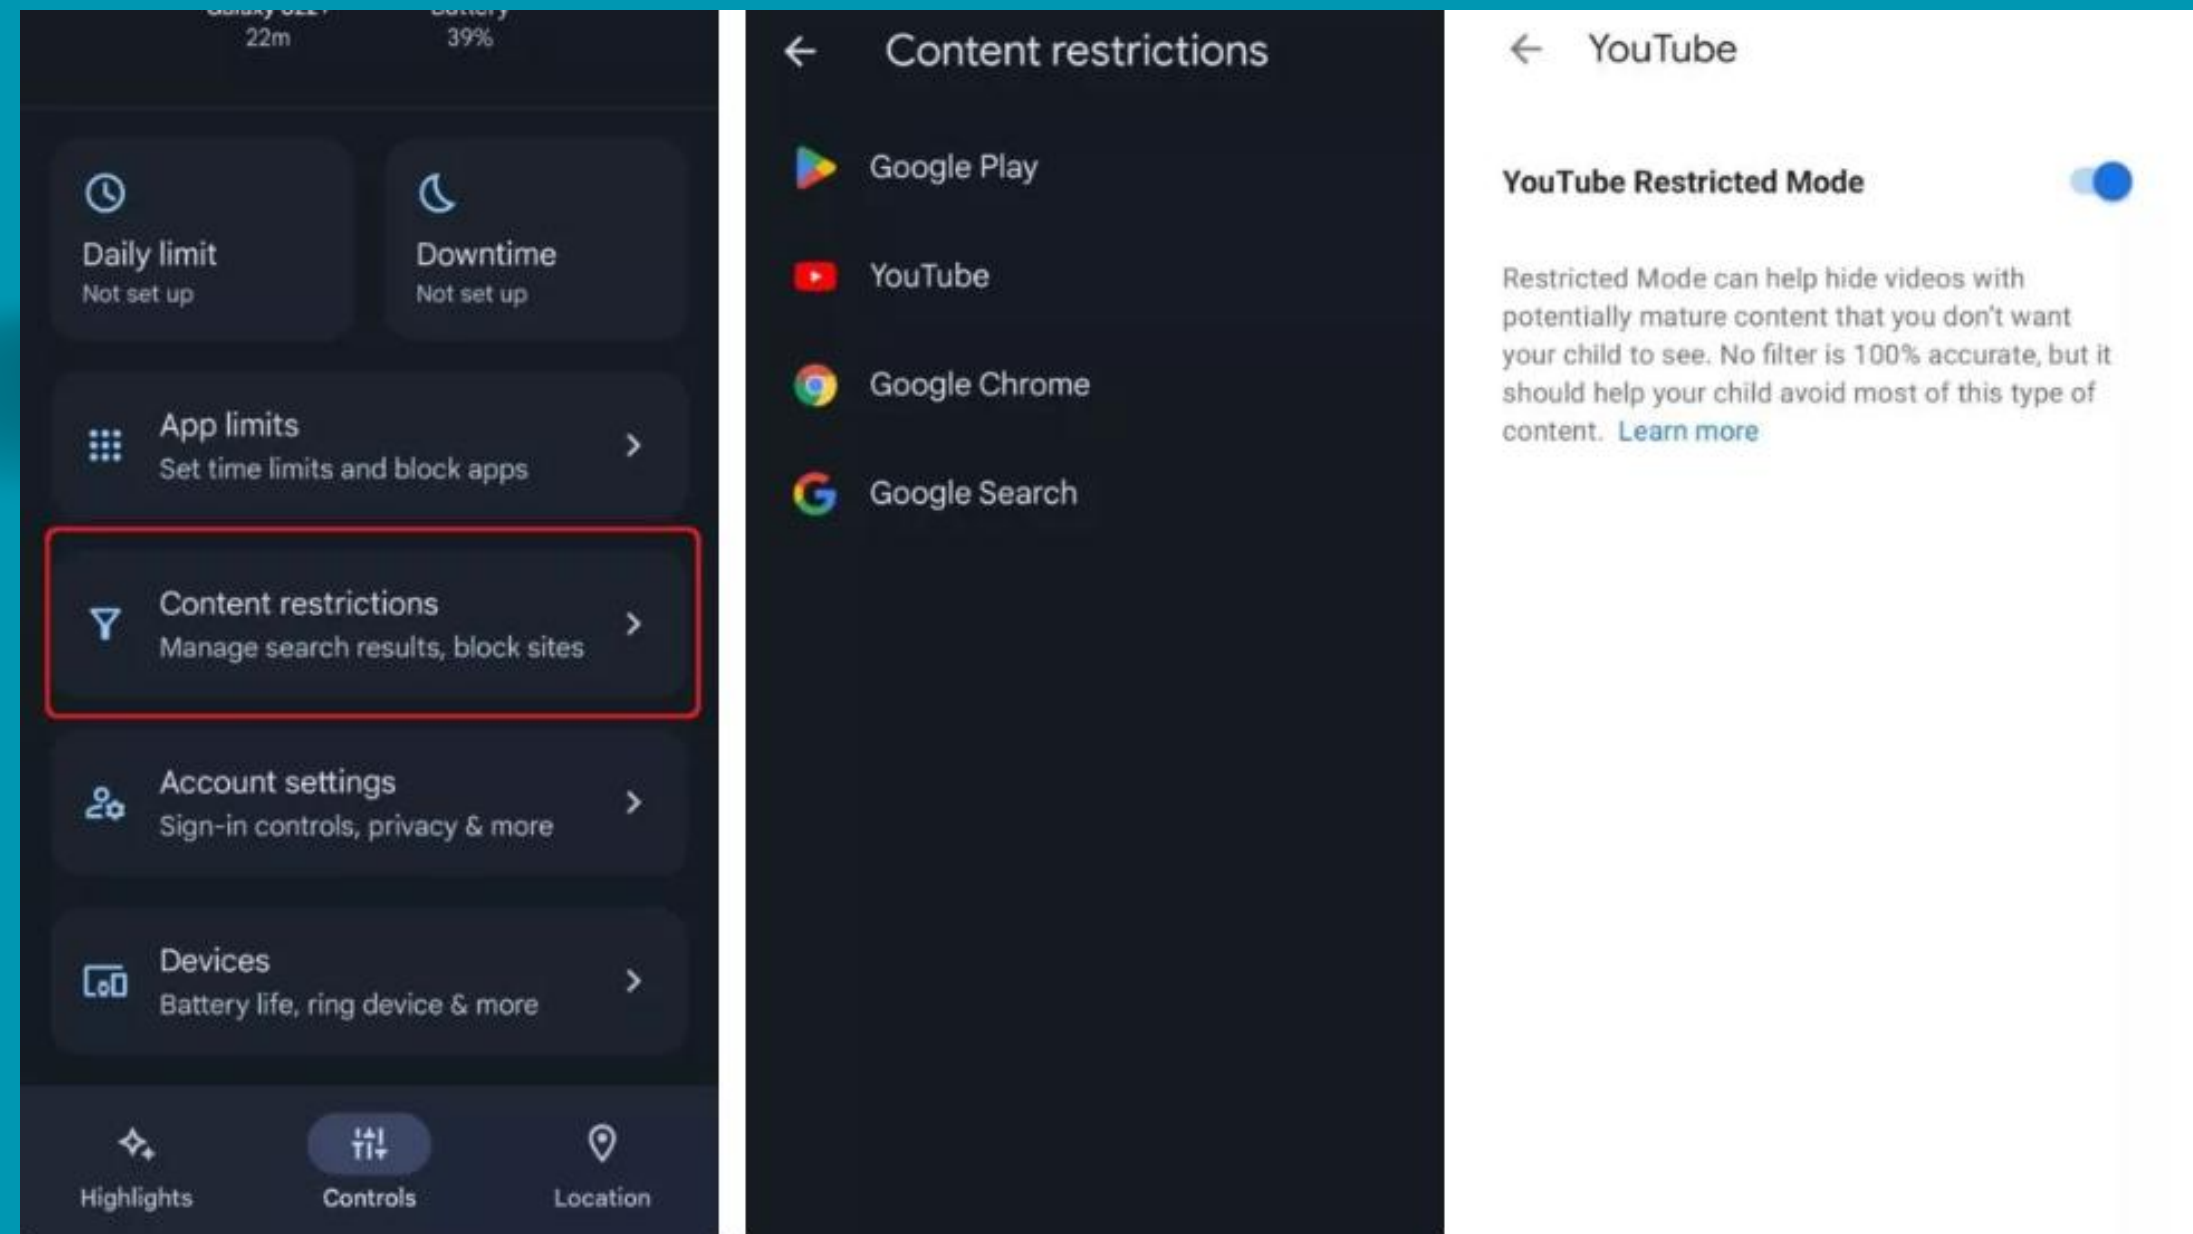 22m
39%
Daily limit
Not set up
Downtime
Not set up
App limits
Set time limits and block apps
Content restrictions
Manage search results, block sites
Account settings
Sign-in controls, privacy & more
Devices
Battery life, ring device & more
Highlights
Controls
Location
Content restrictions
Google Play
YouTube
Google Chrome
Google Search
YouTube
YouTube Restricted Mode
Restricted Mode can help hide videos with
potentially mature content that you don't want
your child to see. No filter is 100% accurate, but it
should help your child avoid most of this type of
content. Learn more